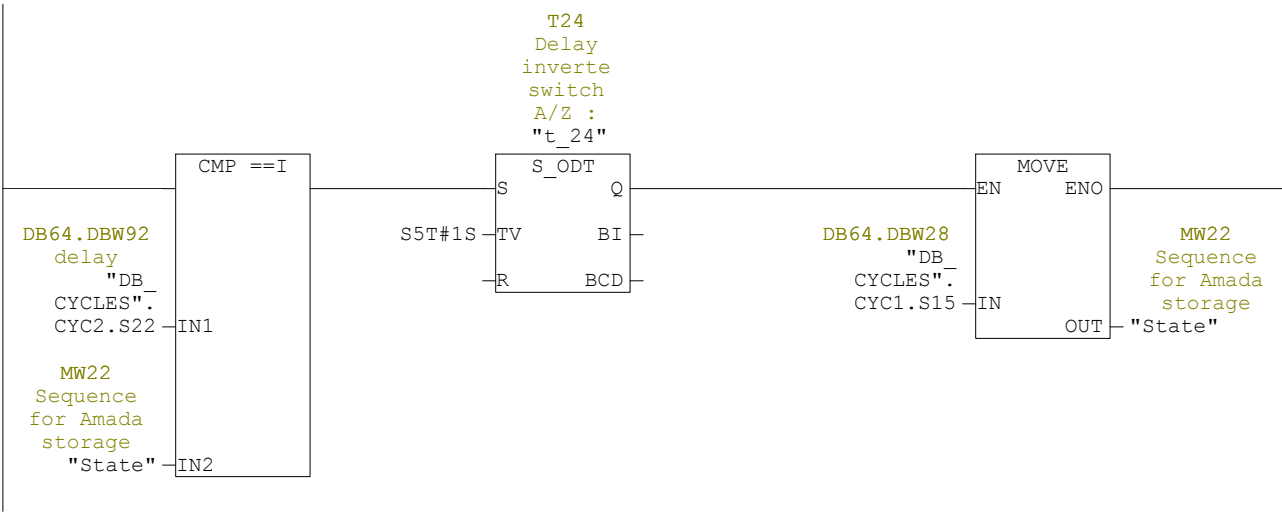 T24
Delay
inverte
switch
A/Z :
"t_24"
CMP ==I
S_ODT
MOVE
S
Q
EN
ENO
DB64.DBW92
delay
"DB_
CYCLES".
CYC2.S22
IN1
S5T#1S
TV
BI
R
BCD
DB64.DBW28
"DB_
CYCLES".
CYC1.S15
IN
MW22
Sequence
for Amada
storage
OUT
"State"
MW22
Sequence
for Amada
storage
"State"
IN2